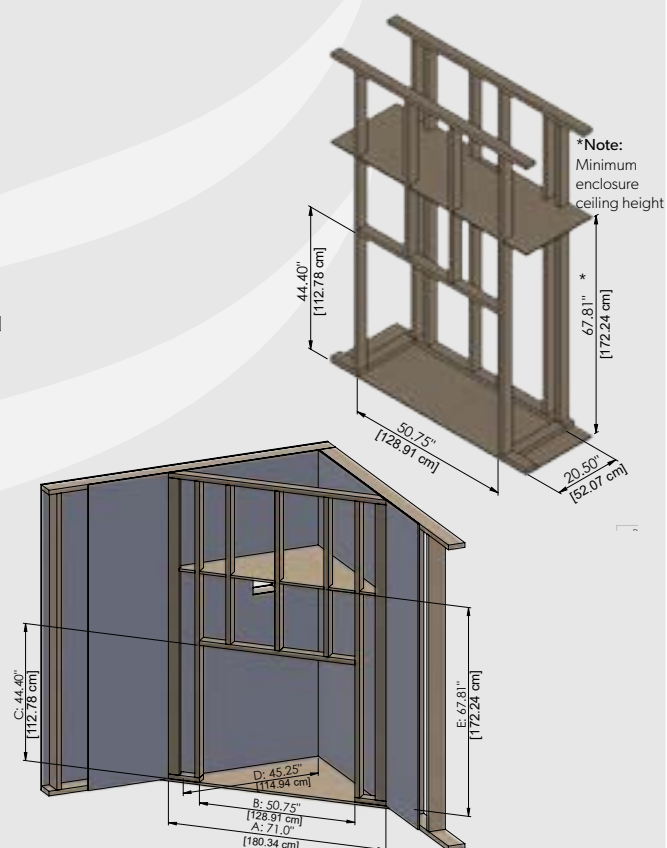 *Note:
Minimum
enclosure
ceiling height
44.40"
[112.78 cm]
*
67.81"
[172.24 cm]
50.75"
[128.91 cm]
20.50"
[52.07 cm]
C: 44.40"
[112.78 cm]
E: 67.81"
[172.24 cm]
D: 45.25"
[114.94 cm]
B: 50.75"
[128.91 cm]
A: 71.0"
[180.34 cm]